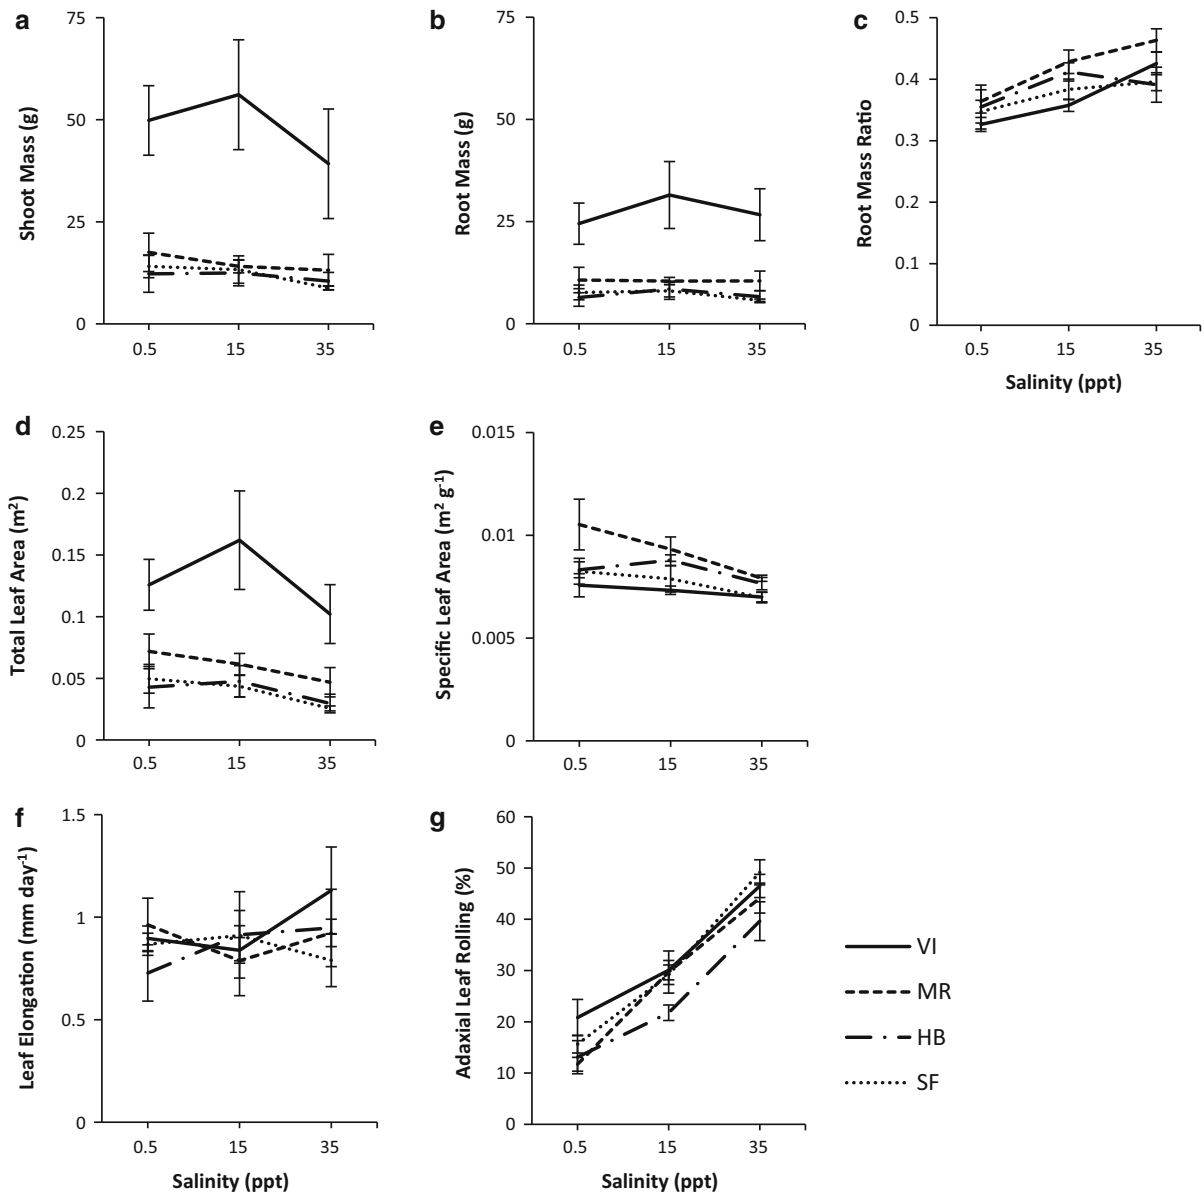 a
75
50
25
0
Shoot Mass (g)
0.5 15 35
b
75
50
25
0
Root Mass (g)
0.5 15 35
c
0.5
0.4
0.3
0.2
0.1
0
Root Mass Ratio
0.5 15 35
Salinity (ppt)
d
0.25
0.2
0.15
0.1
0.05
0
Total Leaf Area (m²)
0.5 15 35
e
0.015
0.01
0.005
0
Specific Leaf Area (m² g⁻¹)
0.5 15 35
f
1.5
1
0.5
0
Leaf Elongation (mm day⁻¹)
0.5 15 35
Salinity (ppt)
g
60
50
40
30
20
10
0
Adaxial Leaf Rolling (%)
0.5 15 35
Salinity (ppt)
VI
MR
HB
SF